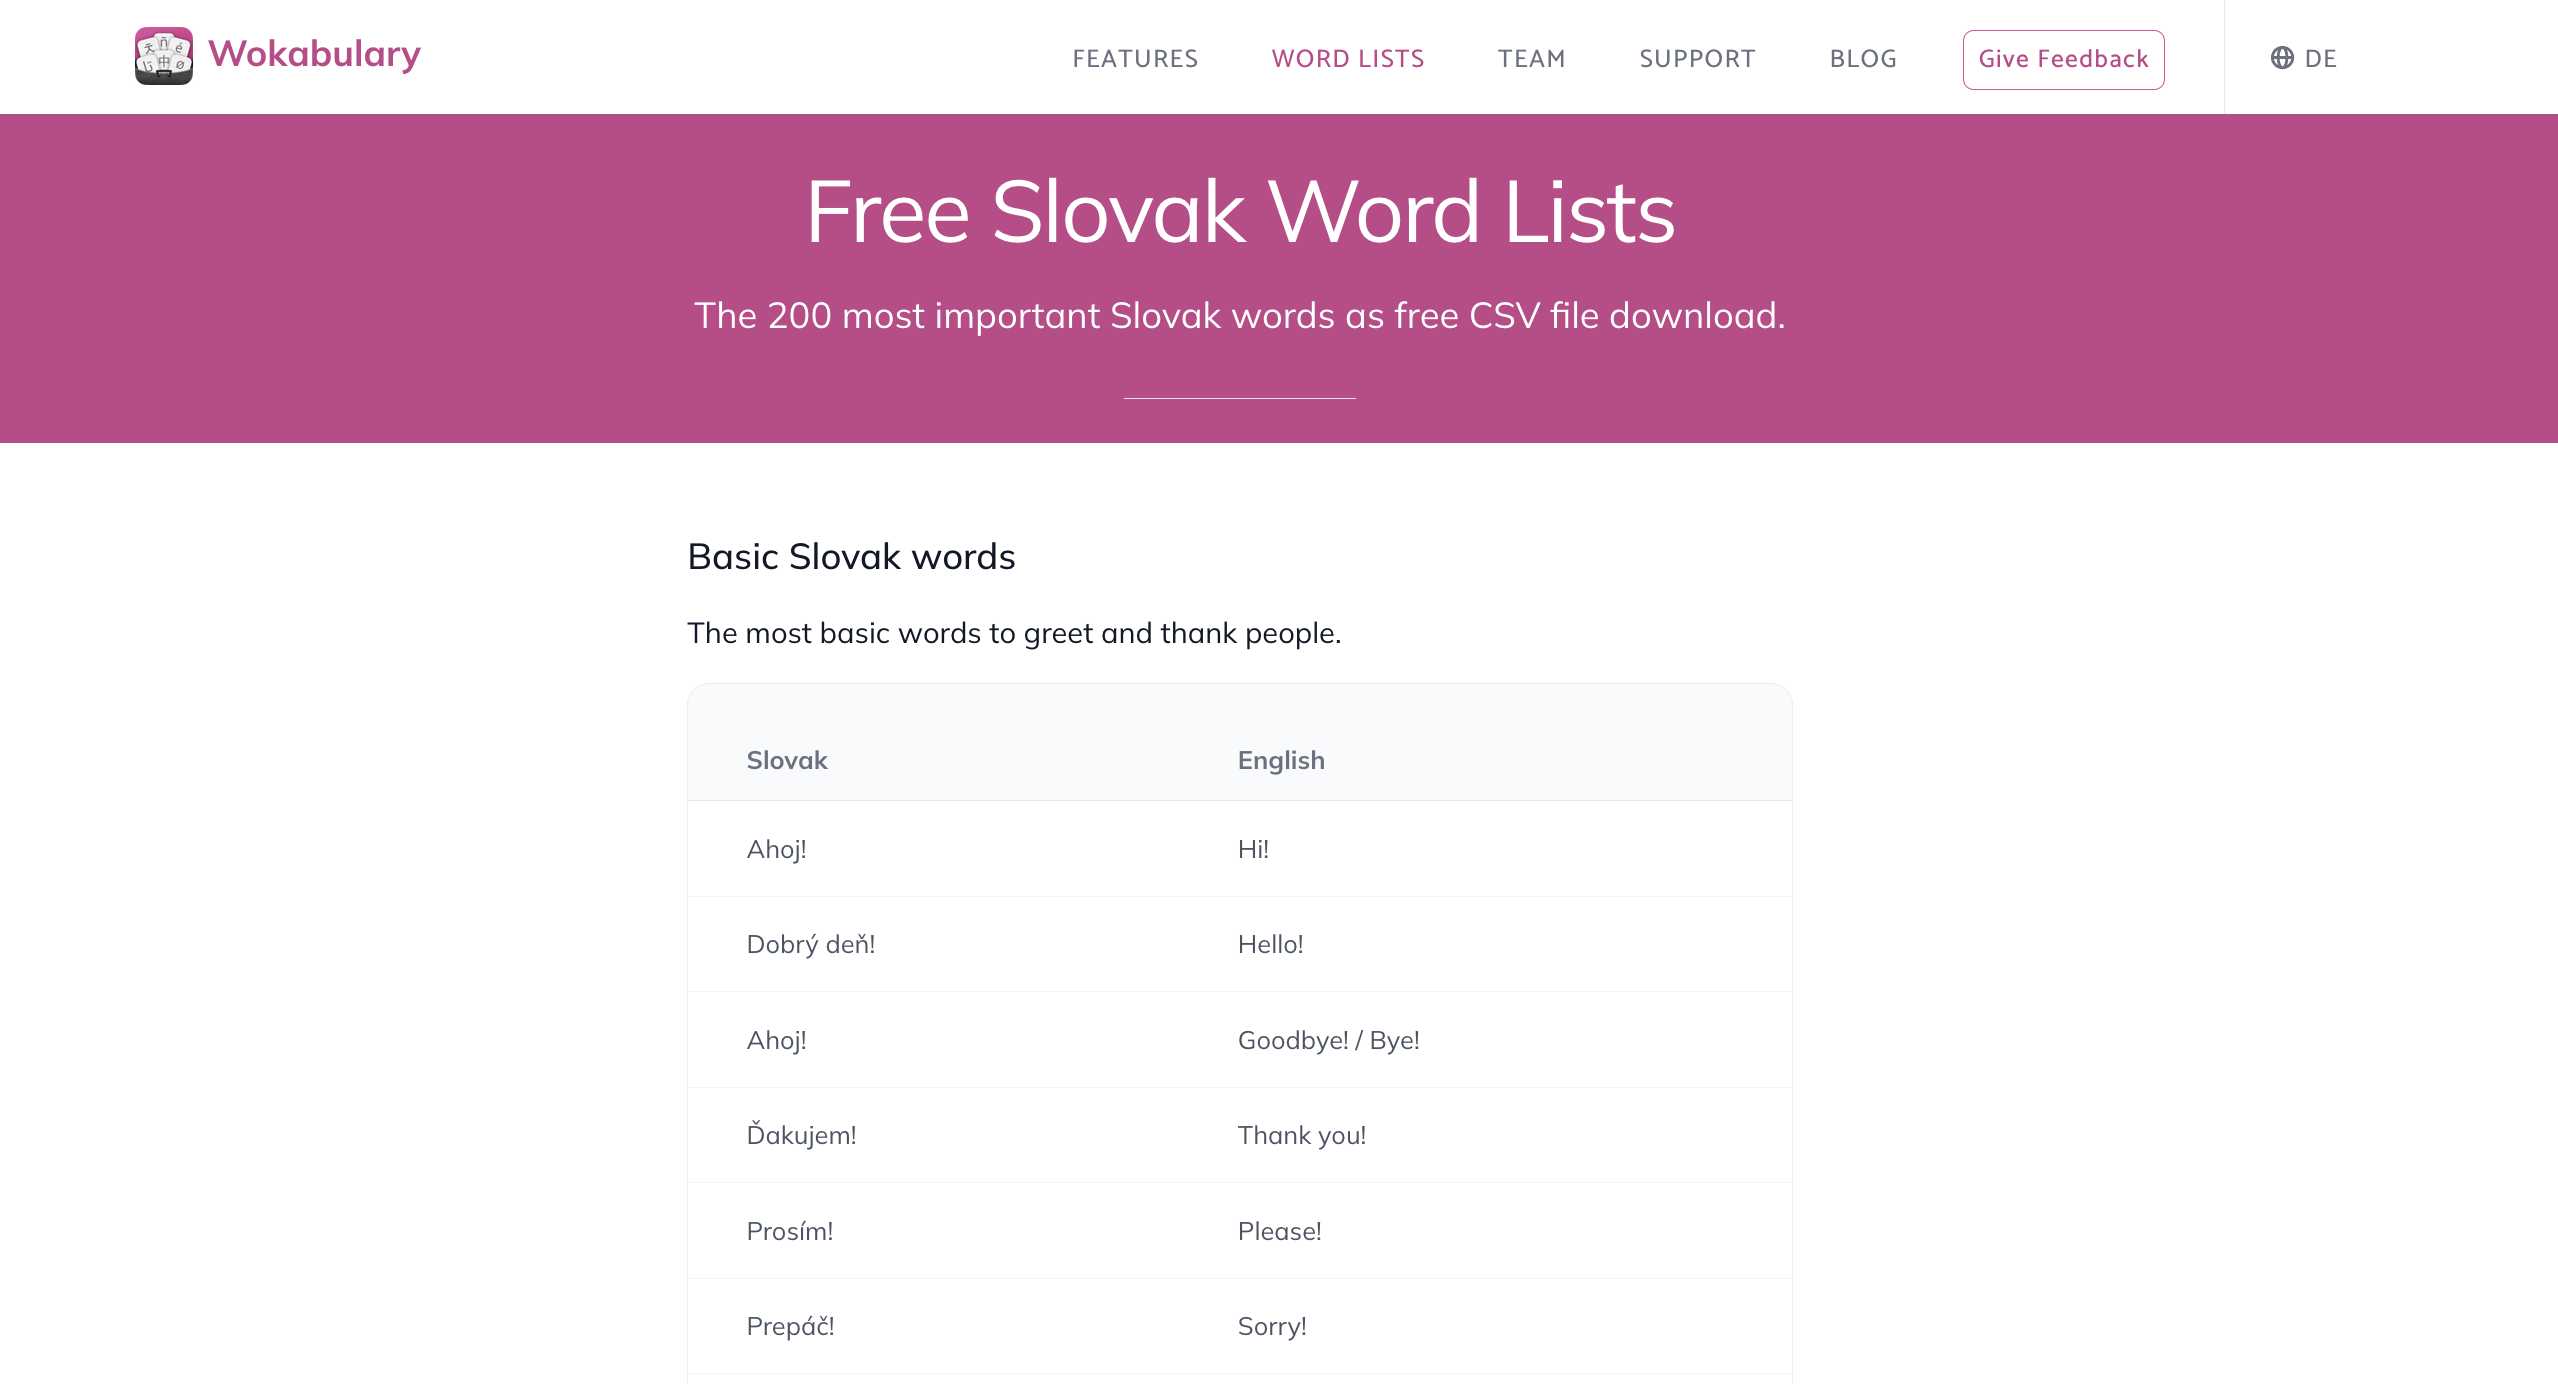 Wokabulary
FEATURES WORD LISTS TEAM SUPPORT BLOG Give Feedback DE
Free Slovak Word Lists
The 200 most important Slovak words as free CSV file download.
Basic Slovak words
The most basic words to greet and thank people.
Slovak English
Ahoj! Hi!
Dobrý deň! Hello!
Ahoj! Goodbye! / Bye!
Ďakujem! Thank you!
Prosím! Please!
Prepáč! Sorry!